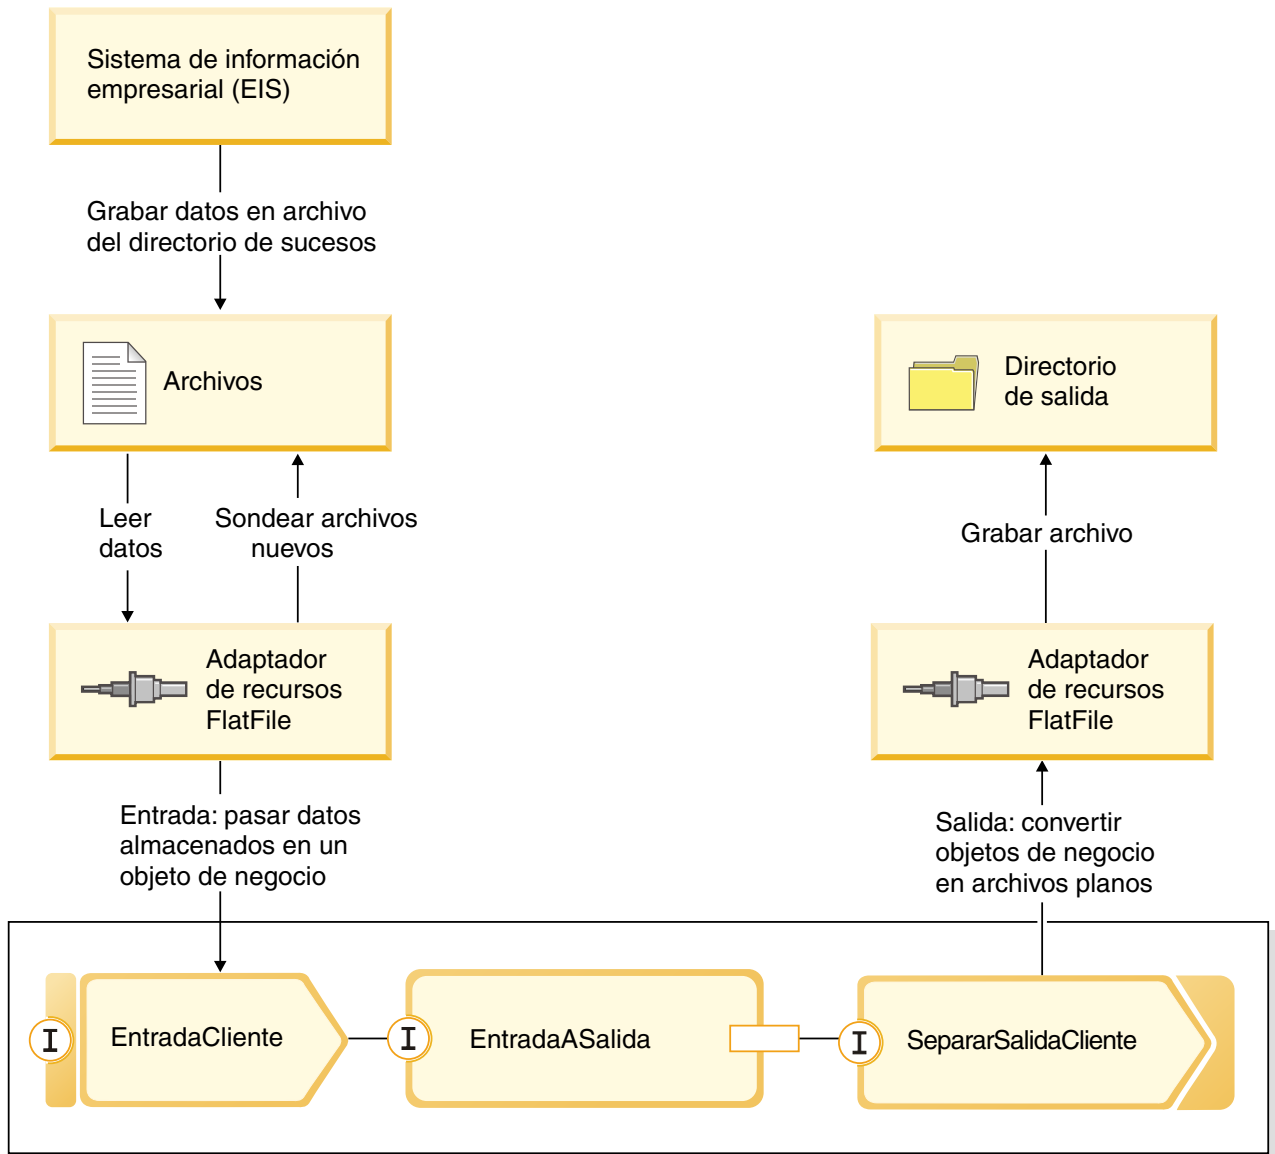 Sistema de información
empresarial (EIS)
Grabar datos en archivo
del directorio de sucesos
Archivos
Directorio
de salida
Leer
datos
Sondear archivos
nuevos
Grabar archivo
Adaptador
de recursos
FlatFile
Adaptador
de recursos
FlatFile
Entrada: pasar datos
almacenados en un
objeto de negocio
Salida: convertir
objetos de negocio
en archivos planos
I
EntradaCliente
I
EntradaASalida
I
SepararSalidaCliente